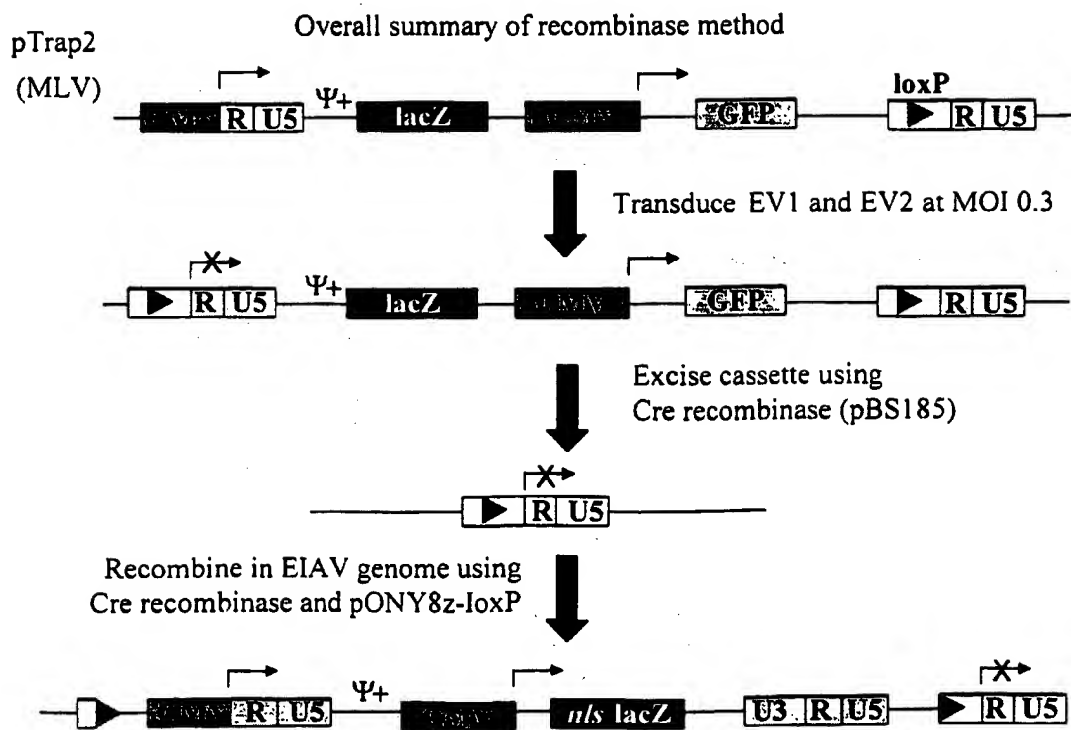 Overall summary of recombinase method
pTrap2
(MLV)
R U5 Ψ+ lacZ GFP loxP R U5
Transduce EV1 and EV2 at MOI 0.3
R U5 Ψ+ lacZ CMV GFP R U5
Excise cassette using
Cre recombinase (pBS185)
R U5
Recombine in EIAV genome using
Cre recombinase and pONY8z-loxP
R U5 Ψ+ nls lacZ U3 R U5 R U5